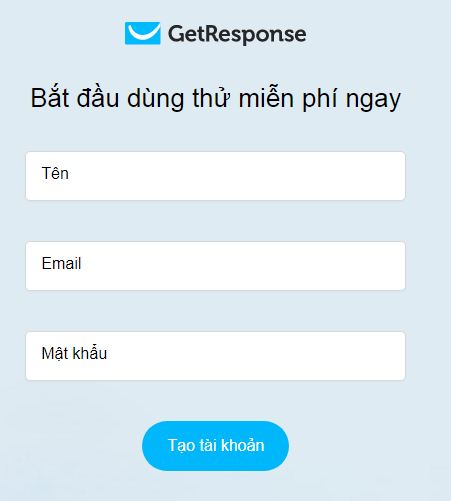 GetResponse
Bắt đầu dùng thử miễn phí ngay
Tên
Email
Mật khẩu
Tạo tài khoản